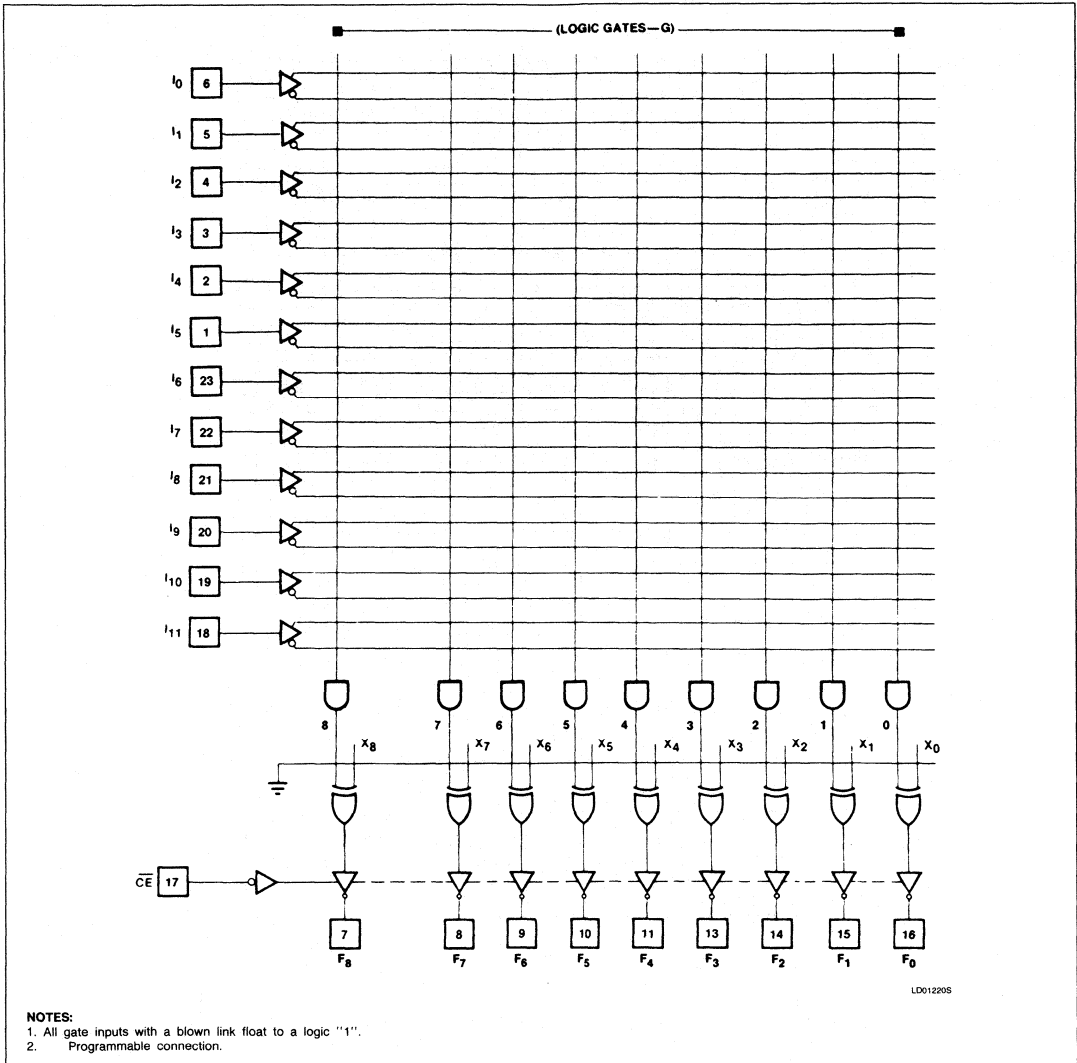 (LOGIC GATES—G)
I0 6
I1 5
I2 4
I3 3
I4 2
I5 1
I6 23
I7 22
I8 21
I9 20
I10 19
I11 18
8 7 6 5 4 3 2 1 0
X8 X7 X6 X5 X4 X3 X2 X1 X0
CE 17
7 8 9 10 11 13 14 15 16
F8 F7 F6 F5 F4 F3 F2 F1 F0
LD01220S
NOTES:
1. All gate inputs with a blown link float to a logic "1".
2. Programmable connection.